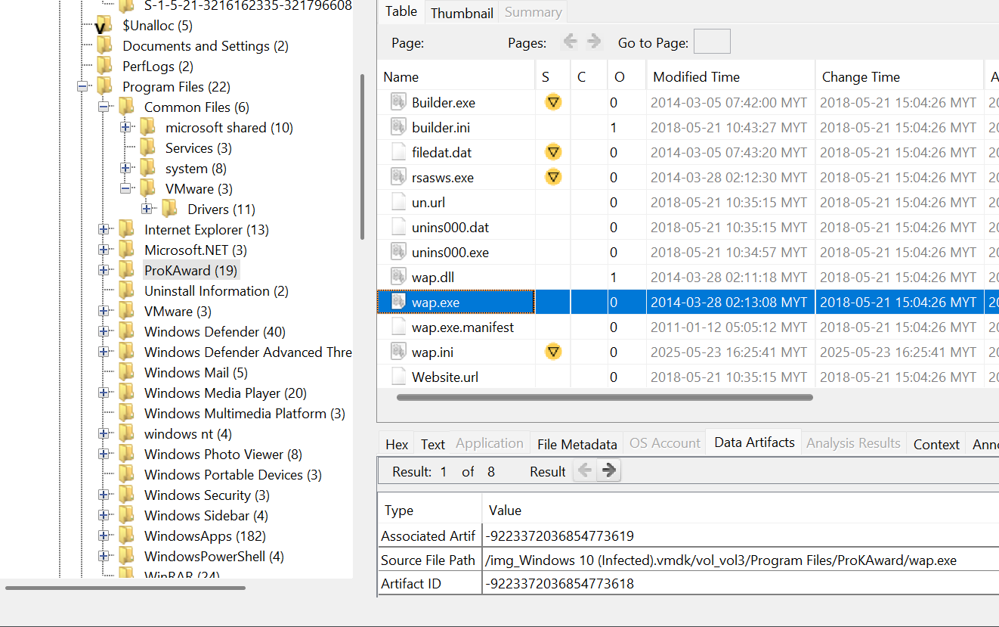 S-1-5-21-3216162335-321796608
$Unalloc (5)
Documents and Settings (2)
PerfLogs (2)
Program Files (22)
Common Files (6)
microsoft shared (10)
Services (3)
system (8)
VMware (3)
Drivers (11)
Internet Explorer (13)
Microsoft.NET (3)
ProKAward (19)
Uninstall Information (2)
VMware (3)
Windows Defender (40)
Windows Defender Advanced Thre
Windows Mail (5)
Windows Media Player (20)
Windows Multimedia Platform (3)
windows nt (4)
Windows Photo Viewer (8)
Windows Portable Devices (3)
Windows Security (3)
Windows Sidebar (4)
WindowsApps (182)
WindowsPowerShell (4)
WinRAR (24)
Table Thumbnail Summary
Page: Pages: Go to Page:
Name S C O Modified Time Change Time A
Builder.exe 0 2014-03-05 07:42:00 MYT 2018-05-21 15:04:26 MYT 20
builder.ini 1 2018-05-21 10:43:27 MYT 2018-05-21 15:04:26 MYT 20
filedat.dat 0 2014-03-05 07:43:20 MYT 2018-05-21 15:04:26 MYT 20
rsasws.exe 0 2014-03-28 02:12:30 MYT 2018-05-21 15:04:26 MYT 20
un.url 0 2018-05-21 10:35:15 MYT 2018-05-21 15:04:26 MYT 20
unins000.dat 0 2018-05-21 10:35:15 MYT 2018-05-21 15:04:26 MYT 20
unins000.exe 0 2018-05-21 10:34:57 MYT 2018-05-21 15:04:26 MYT 20
wap.dll 1 2014-03-28 02:11:18 MYT 2018-05-21 15:04:26 MYT 20
wap.exe 0 2014-03-28 02:13:08 MYT 2018-05-21 15:04:26 MYT 20
wap.exe.manifest 0 2011-01-12 05:05:12 MYT 2018-05-21 15:04:26 MYT 20
wap.ini 0 2025-05-23 16:25:41 MYT 2025-05-23 16:25:41 MYT 20
Website.url 0 2018-05-21 10:35:15 MYT 2018-05-21 15:04:26 MYT 20
Hex Text Application File Metadata OS Account Data Artifacts Analysis Results Context Anno
Result: 1 of 8 Result
Type Value
Associated Artif -9223372036854773619
Source File Path /img_Windows 10 (Infected).vmdk/vol_vol3/Program Files/ProKAward/wap.exe
Artifact ID -9223372036854773618